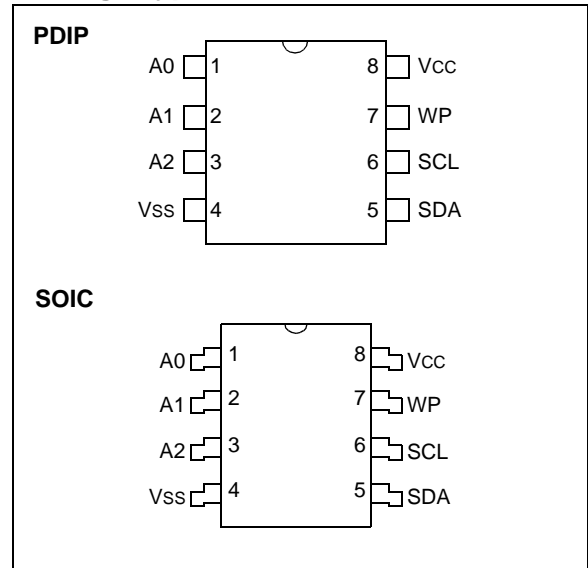 PDIP
A0 1 8 Vcc
A1 2 7 WP
A2 3 6 SCL
Vss 4 5 SDA
SOIC
A0 1 8 Vcc
A1 2 7 WP
A2 3 6 SCL
Vss 4 5 SDA